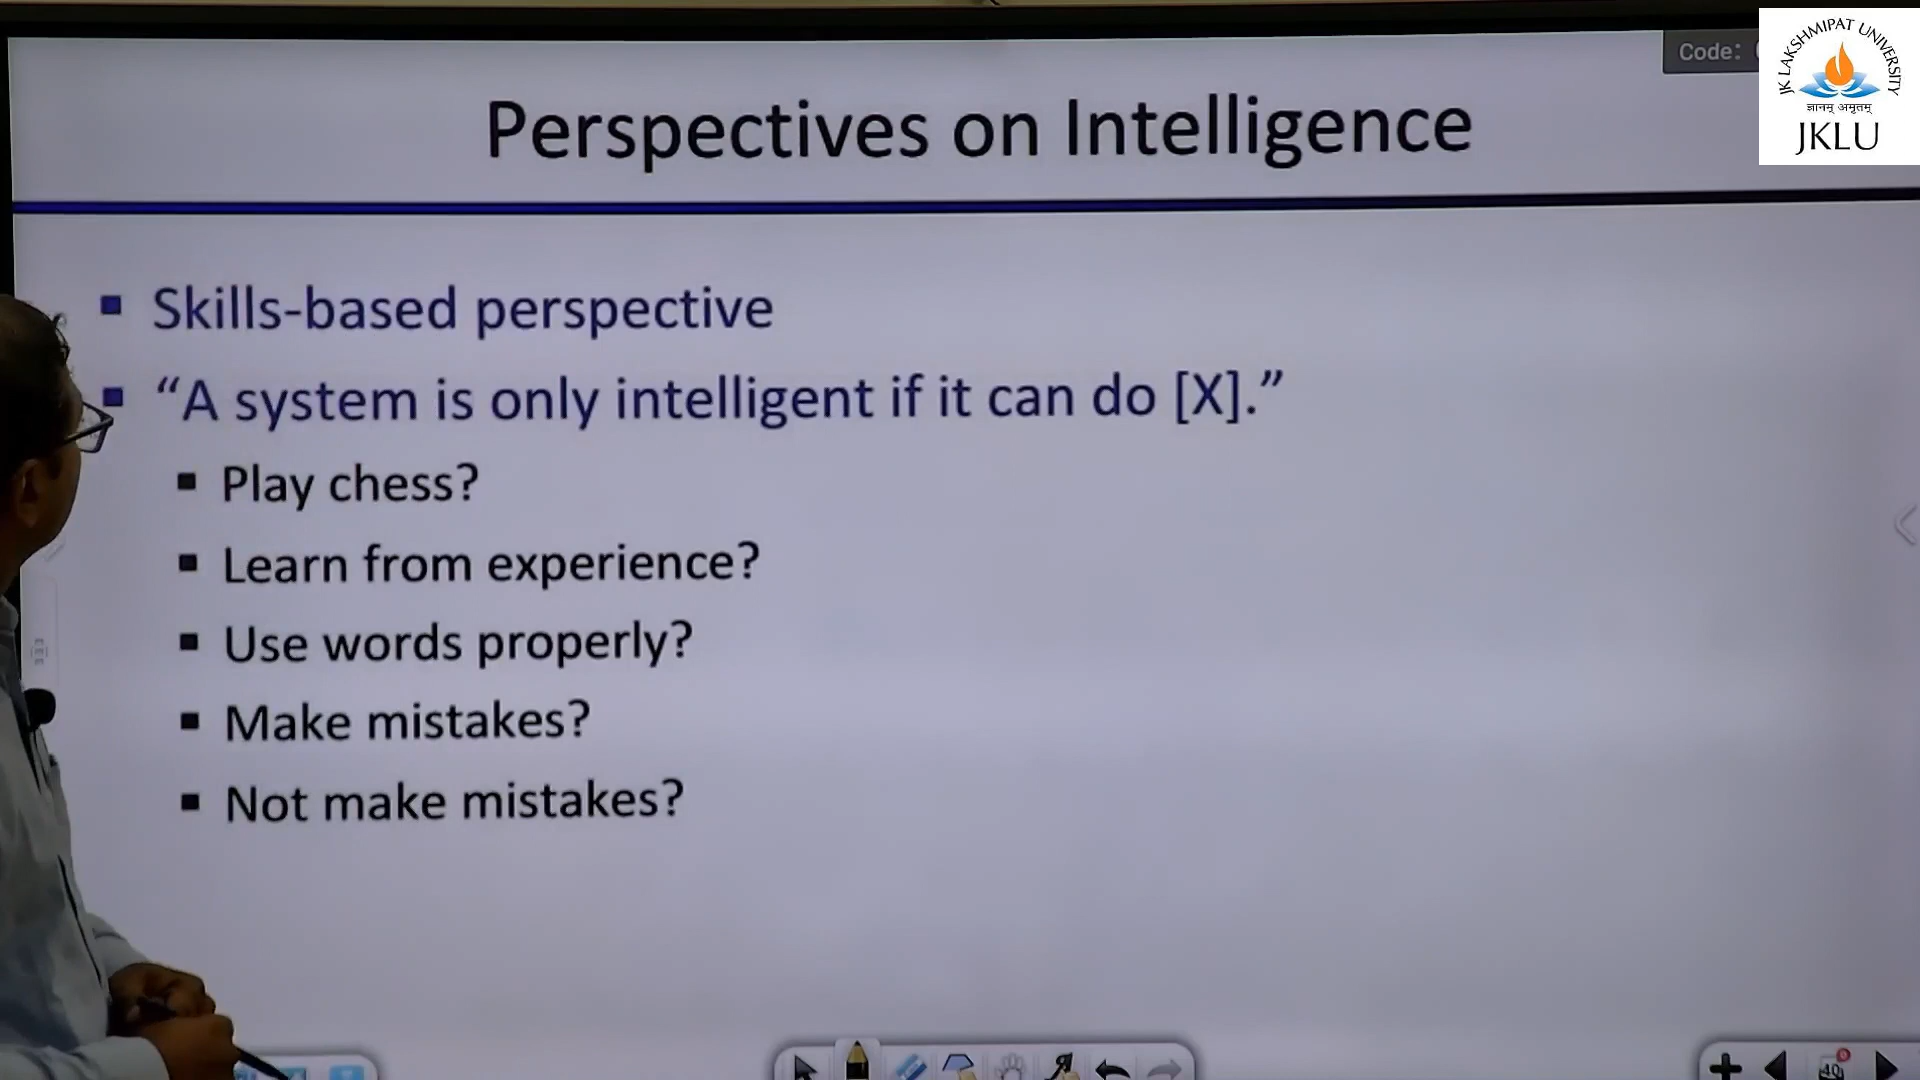 Code:
JK LAKSHMIPAT UNIVERSITY
ज्ञानम् अमृतम्
JKLU
Perspectives on Intelligence
▪ Skills-based perspective
▪ “A system is only intelligent if it can do [X].”
▪ Play chess?
▪ Learn from experience?
▪ Use words properly?
▪ Make mistakes?
▪ Not make mistakes?